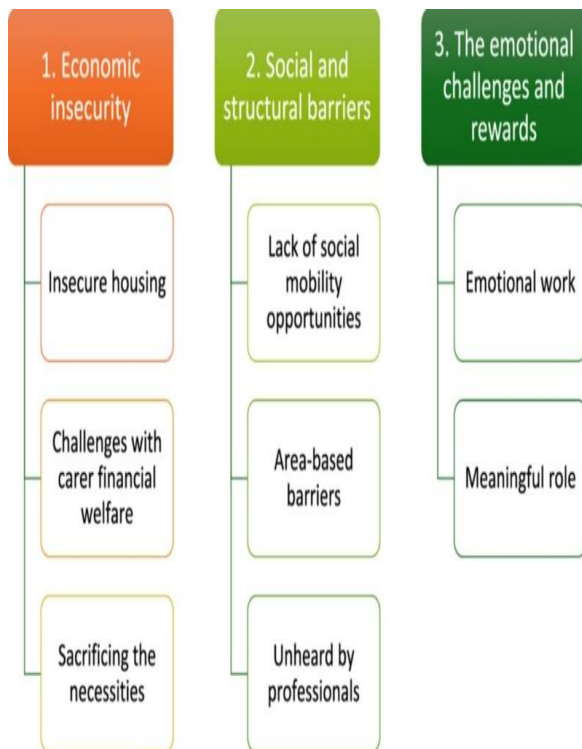 1. Economic
insecurity
Insecure housing
Challenges with
carer financial
welfare
Sacrificing the
necessities
2. Social and
structural barriers
Lack of social
mobility
opportunities
Area-based
barriers
Unheard by
professionals
3. The emotional
challenges and
rewards
Emotional work
Meaningful role